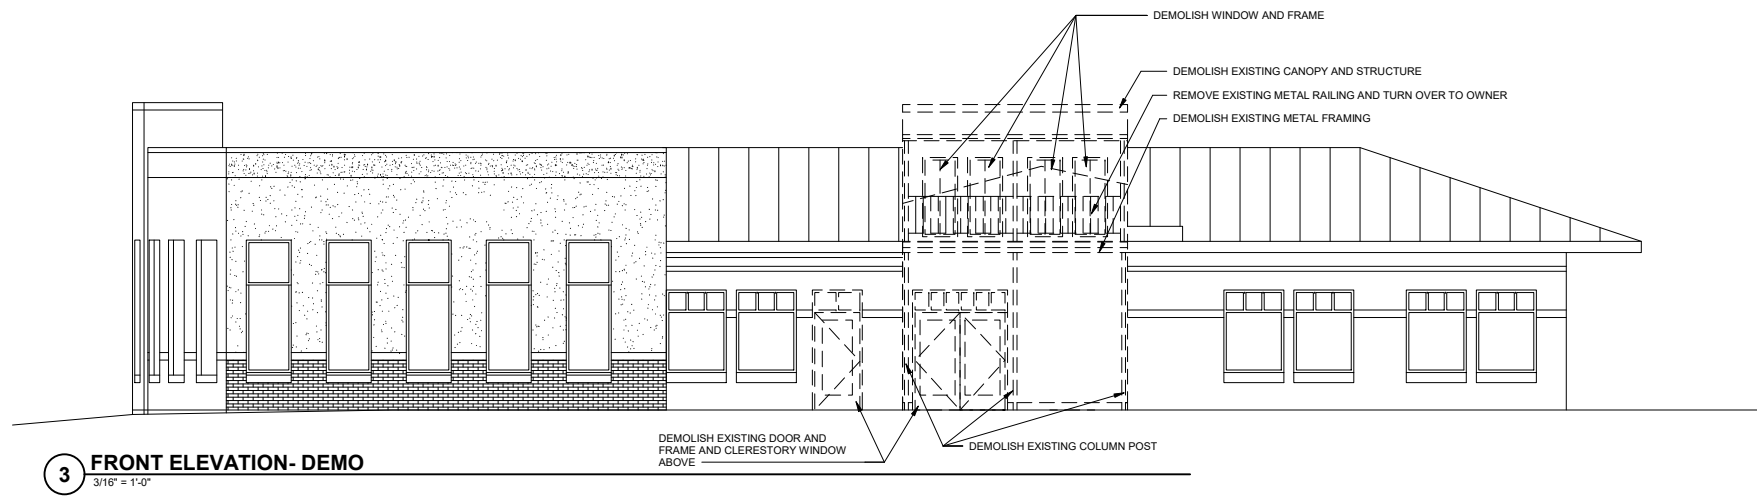 DEMOLISH WINDOW AND FRAME
DEMOLISH EXISTING CANOPY AND STRUCTURE
REMOVE EXISTING METAL RAILING AND TURN OVER TO OWNER
DEMOLISH EXISTING METAL FRAMING
DEMOLISH EXISTING DOOR AND
FRAME AND CLERESTORY WINDOW
ABOVE
DEMOLISH EXISTING COLUMN POST
3
FRONT ELEVATION- DEMO
3/16" = 1'-0"